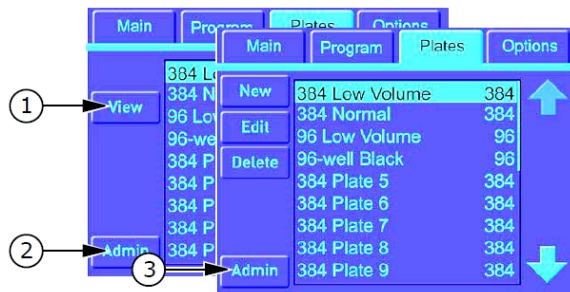 Main Program Plates Options
384 Lo
384 N
96 Lo
96-we
384 P
384 P
384 P
384 P
384 P
View
Admin
1
2
3
Main Program Plates Options
New
Edit
Delete
Admin
384 Low Volume 384
384 Normal 384
96 Low Volume 96
96-well Black 96
384 Plate 5 384
384 Plate 6 384
384 Plate 7 384
384 Plate 8 384
384 Plate 9 384